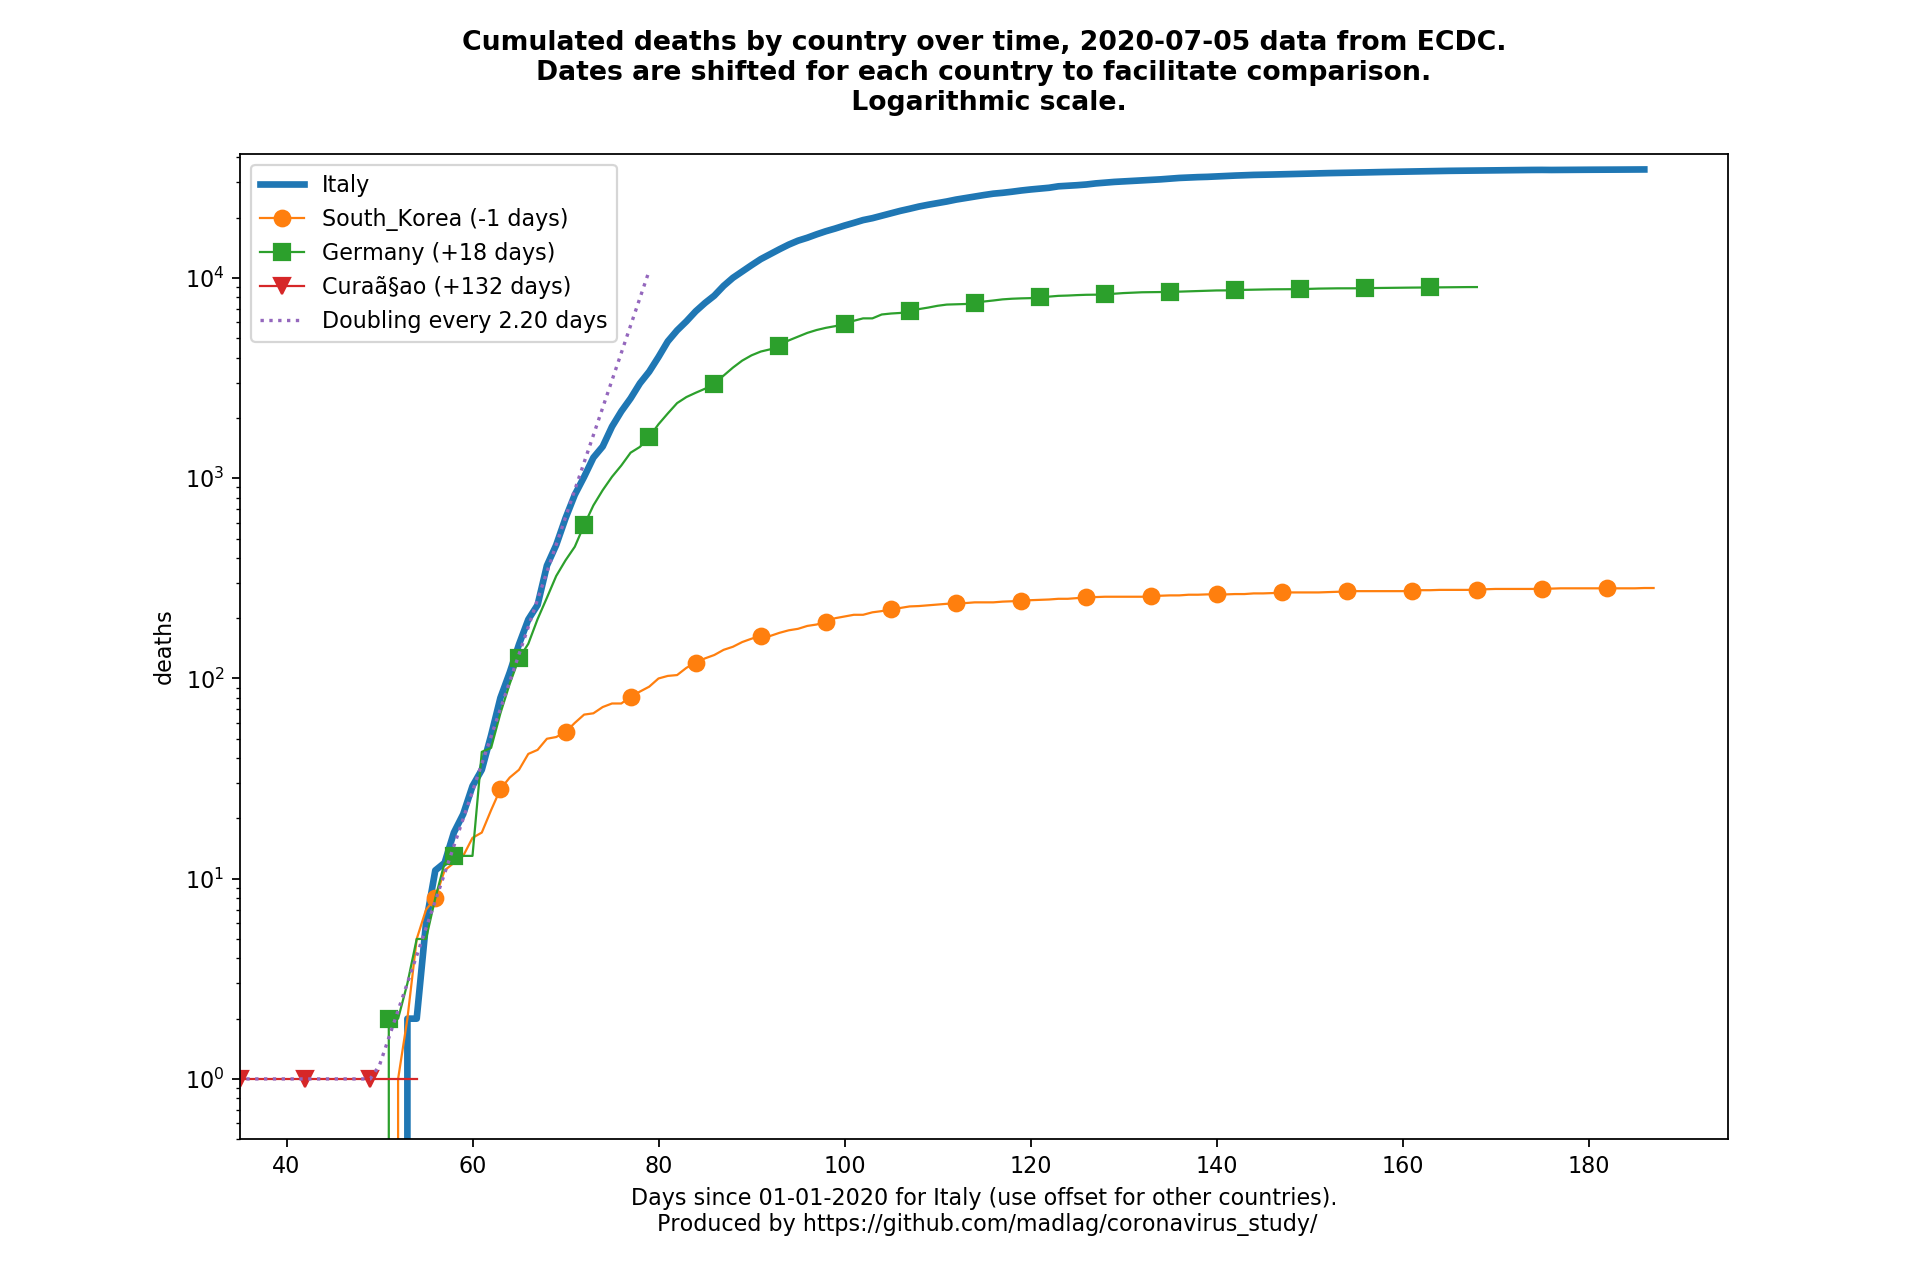 Cumulated deaths by country over time, 2020-07-05 data from ECDC.
Dates are shifted for each country to facilitate comparison.
Logarithmic scale.
Italy
South_Korea (-1 days)
Germany (+18 days)
Curaã§ao (+132 days)
Doubling every 2.20 days
deaths
10⁴
10³
10²
10¹
10⁰
40 60 80 100 120 140 160 180
Days since 01-01-2020 for Italy (use offset for other countries).
Produced by https://github.com/madlag/coronavirus_study/